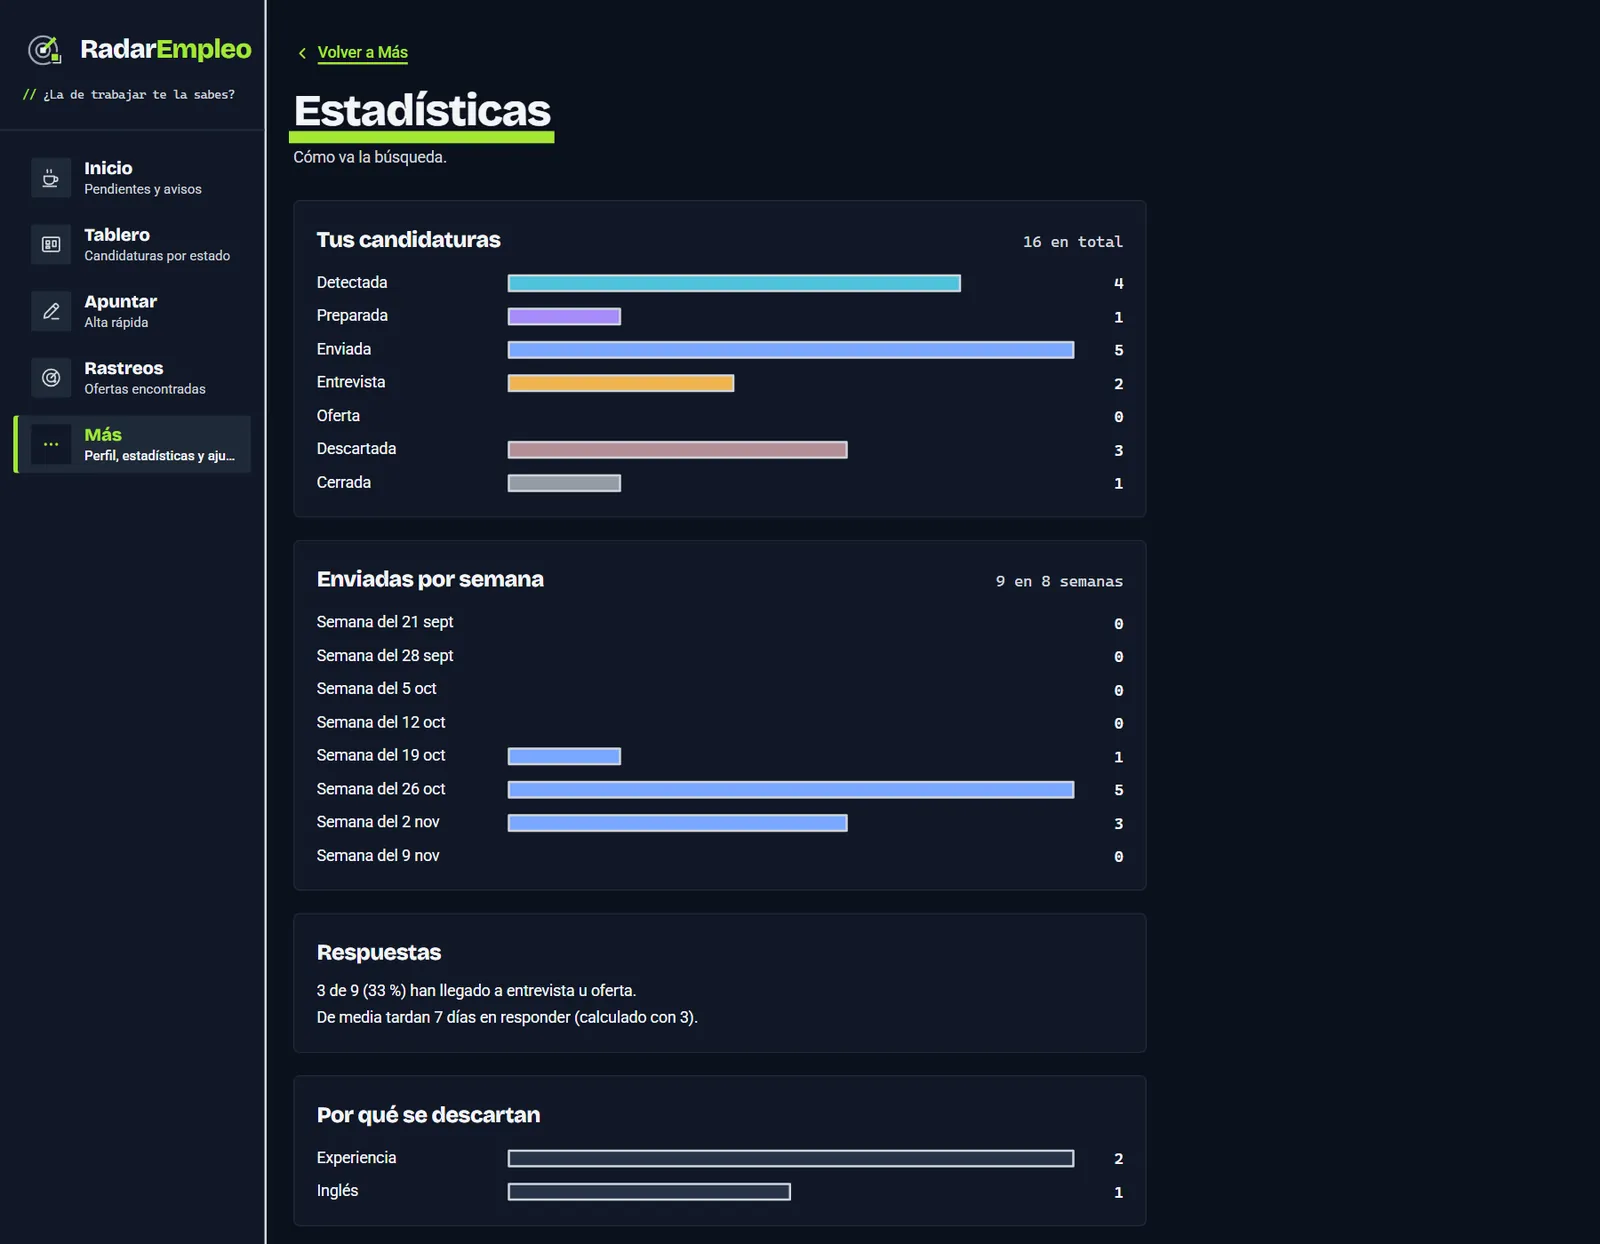 RadarEmpleo
// ¿La de trabajar te la sabes?
Inicio
Pendientes y avisos
Tablero
Candidaturas por estado
Apuntar
Alta rápida
Rastreos
Ofertas encontradas
Más
Perfil, estadísticas y aju...
Volver a Más
Estadísticas
Cómo va la búsqueda.
Tus candidaturas 16 en total
Detectada 4
Preparada 1
Enviada 5
Entrevista 2
Oferta 0
Descartada 3
Cerrada 1
Enviadas por semana 9 en 8 semanas
Semana del 21 sept 0
Semana del 28 sept 0
Semana del 5 oct 0
Semana del 12 oct 0
Semana del 19 oct 1
Semana del 26 oct 5
Semana del 2 nov 3
Semana del 9 nov 0
Respuestas
3 de 9 (33 %) han llegado a entrevista u oferta.
De media tardan 7 días en responder (calculado con 3).
Por qué se descartan
Experiencia 2
Inglés 1